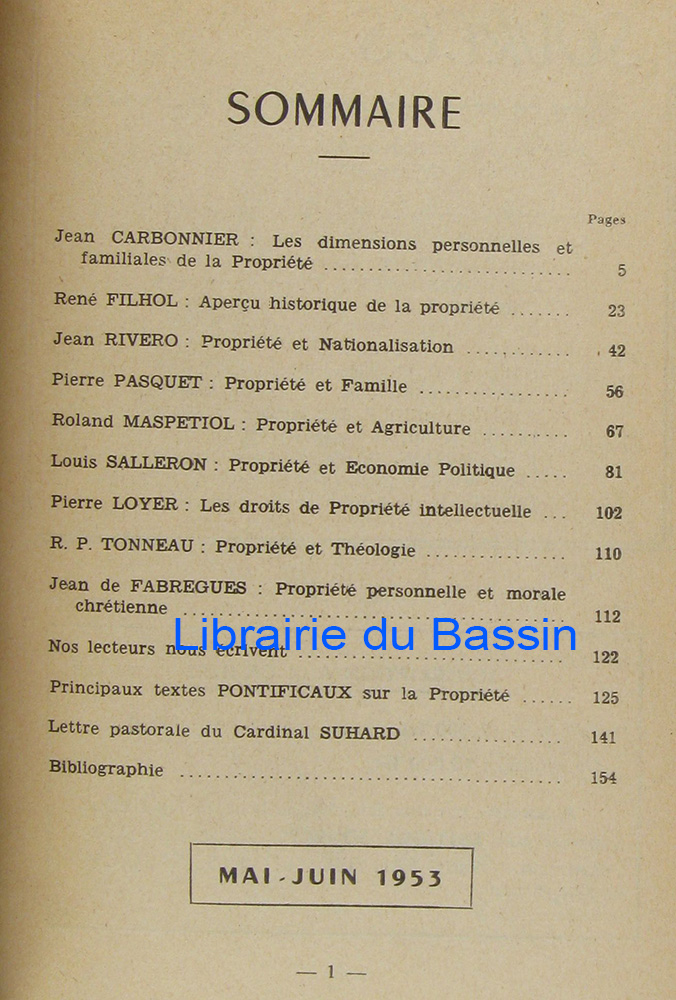 SOMMAIRE
Pages
Jean CARBONNIER : Les dimensions personnelles et
familiales de la Propriété ............................ 5
René FILHOL : Aperçu historique de la propriété ....... 23
Jean RIVERO : Propriété et Nationalisation ............ 42
Pierre PASQUET : Propriété et Famille ................. 56
Roland MASPETIOL : Propriété et Agriculture .......... 67
Louis SALLERON : Propriété et Economie Politique ..... 81
Pierre LOYER : Les droits de Propriété intellectuelle ... 102
R. P. TONNEAU : Propriété et Théologie ................ 110
Jean de FABREGUES : Propriété personnelle et morale
chrétienne ............................................ 112
Librairie du Bassin
Nos lecteurs nous écrivent .............................. 122
Principaux textes PONTIFICAUX sur la Propriété ...... 125
Lettre pastorale du Cardinal SUHARD ................. 141
Bibliographie ............................................ 154
MAI-JUIN 1953
— 1 —